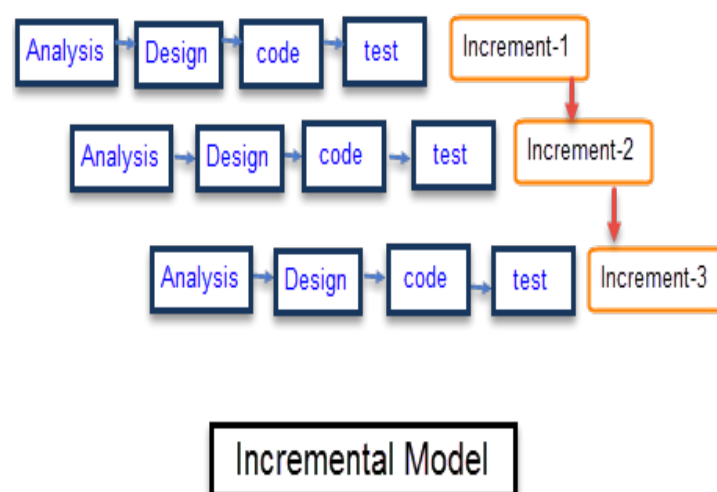 Analysis Design code test Increment-1
Analysis Design code test Increment-2
Analysis Design code test Increment-3
Incremental Model